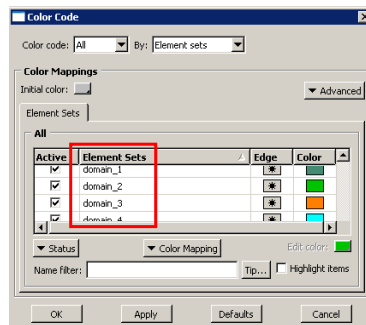 Color Code
Color code: All By: Element sets
Color Mappings
Initial color:
Advanced
Element Sets
All
Active Element Sets Edge Color
domain_1
domain_2
domain_3
domain_4
Status Color Mapping Edit color:
Name filter: Tip... Highlight items
OK Apply Defaults Cancel